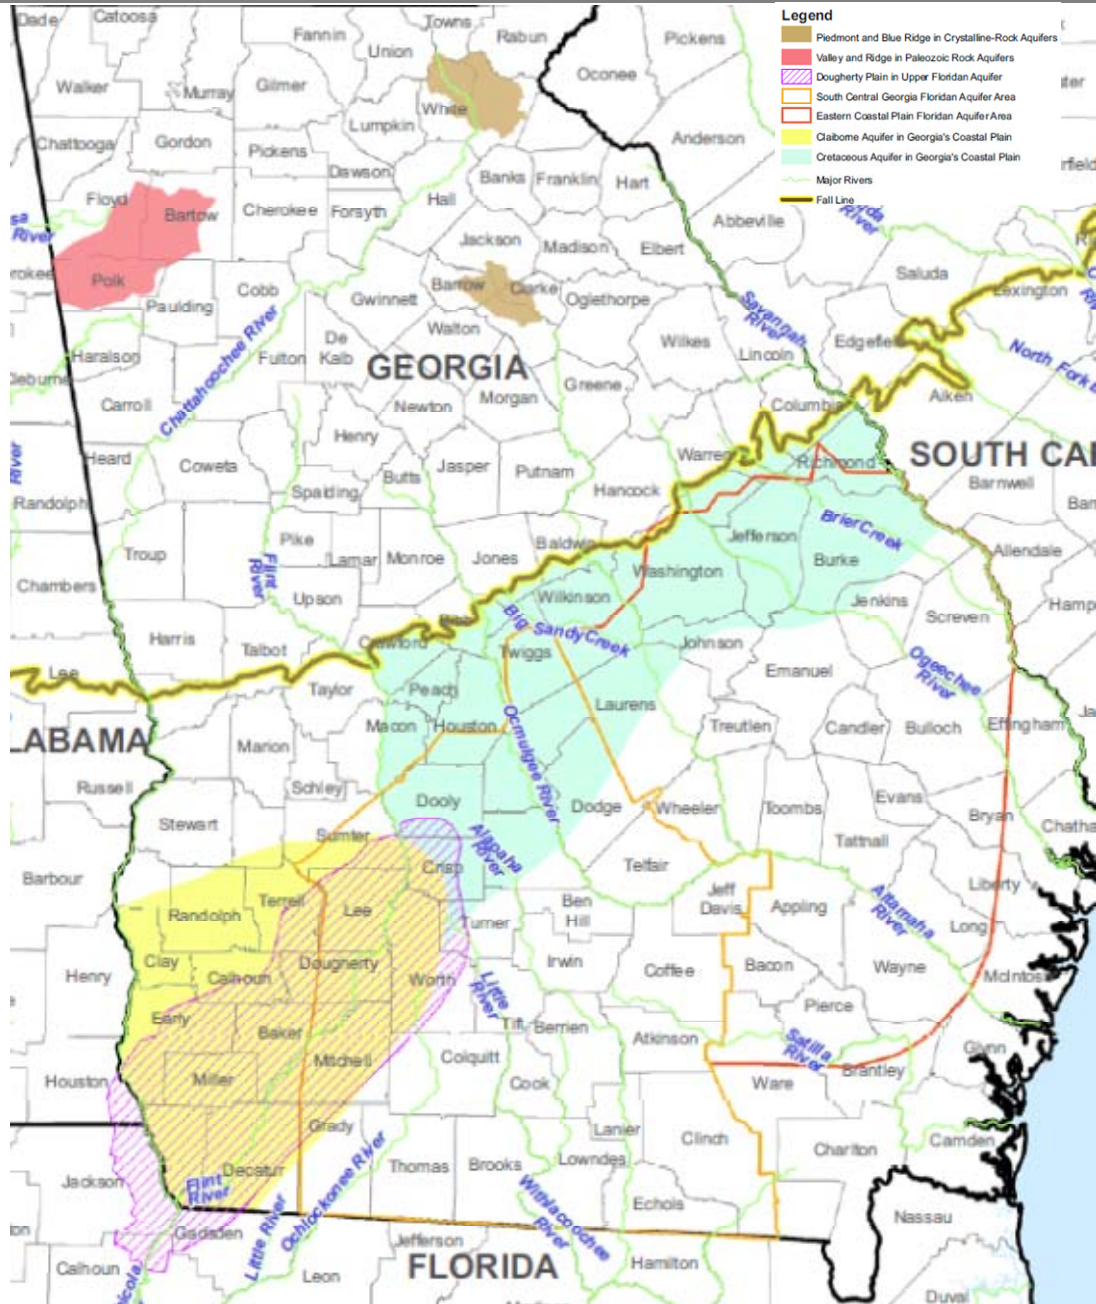 Legend
Piedmont and Blue Ridge in Crystalline-Rock Aquifers
Valley and Ridge in Paleozoic Rock Aquifers
Dougherty Plain in Upper Floridan Aquifer
South Central Georgia Floridan Aquifer Area
Eastern Coastal Plain Floridan Aquifer Area
Claiborne Aquifer in Georgia's Coastal Plain
Cretaceous Aquifer in Georgia's Coastal Plain
Major Rivers
Fall Line
Dade
Catoosa
Fannin
Towns
Union
Rabun
Pickens
Oconee
Walker
Murray
Gilmer
White
Lumpkin
Anderson
Chattooga
Gordon
Pickens
Dawson
Banks
Franklin
Hart
Floyd
Bartow
Cherokee
Forsyth
Hall
Abbeville
River
River
Jackson
Madison
Elbert
Saluda
Lexington
Polk
Paulding
Cobb
Gwinnett
Barrow
Clarke
Oglethorpe
Walton
Savannah
River
Edgefield
Wilkes
Lincoln
North Fork
Haralson
Chattahoochee River
Fulton
De
Kalb
GEORGIA
Greene
Morgan
Newton
Columbia
Aiken
Carroll
Henry
Heard
Coweta
Butts
Jasper
Putnam
Warren
Richmond
SOUTH CAR
Barnwell
River
Randolph
Spalding
Hancock
Brier Creek
Pike
Lamar
Monroe
Jones
Baldwin
Jefferson
Burke
Allendale
Troup
Flint
River
Washington
Chambers
Upson
Wilkinson
Jenkins
Screven
Hamp
Harris
Talbot
Crawford
Bibb
Big Sandy Creek
Twiggs
Johnson
Emanuel
Ogeechee
River
Lee
Taylor
Peach
Laurens
LABAMA
Macon
Houston
Ocmulgee River
Treutlen
Candler
Bulloch
Effingham
Marion
Russell
Schley
Dooly
Dodge
Wheeler
Toombs
Evans
Bryan
Chatha
Stewart
Sumter
Tattnall
Alapaha
River
Barbour
Crisp
Telfair
Liberty
Randolph
Terrell
Lee
Turner
Ben
Hill
Jeff
Davis
Appling
Altamaha
River
Long
Henry
Clay
Calhoun
Dougherty
Worth
Irwin
Coffee
Bacon
Wayne
McIntosh
Little
River
Early
Baker
Tift
Berrien
Atkinson
Pierce
Satilla
River
Glynn
Houston
Miller
Mitchell
Colquitt
Cook
Ware
Brantley
Grady
Lanier
Clinch
Charlton
Camden
Jackson
Decatur
Thomas
Brooks
Lowndes
Flint
River
Ochlockonee River
Little River
Withlacoochee
River
Echols
Nassau
Gadsden
Jefferson
Calhoun
Leon
FLORIDA
Hamilton
Duval